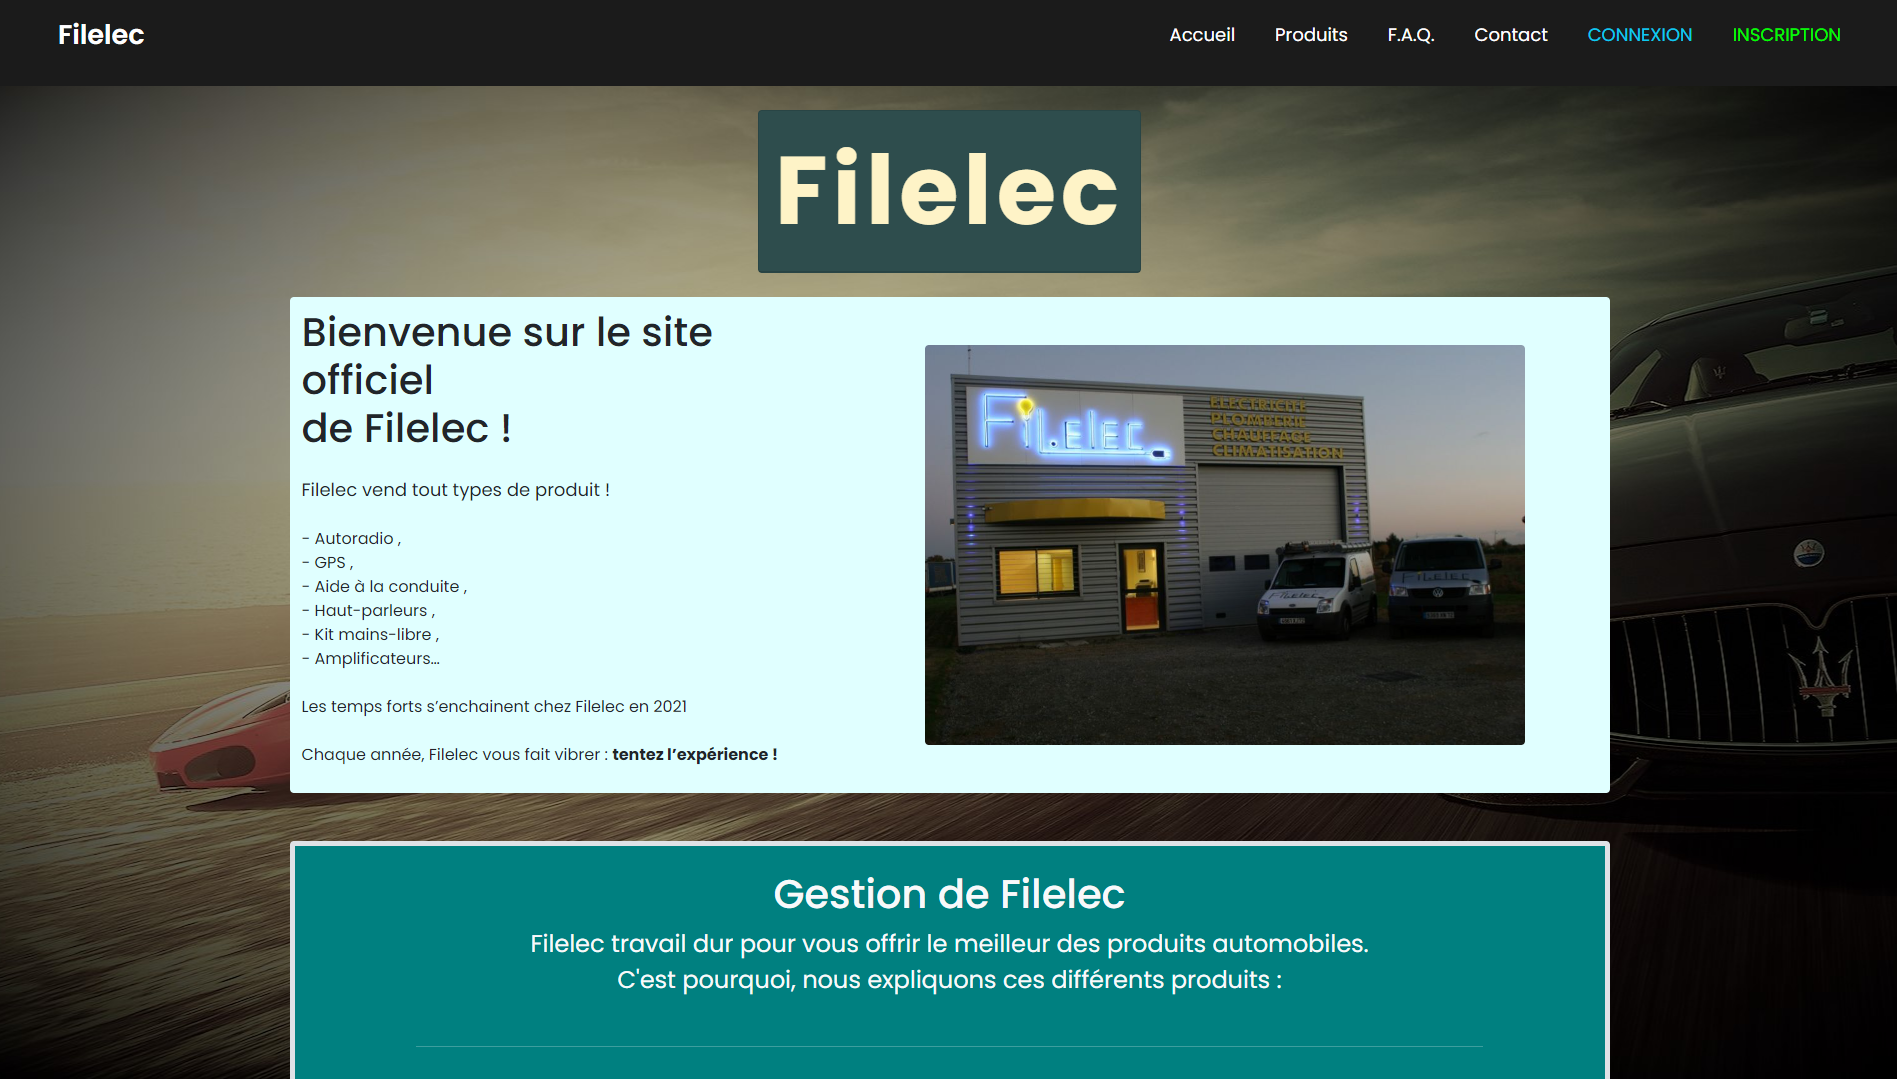 Filelec
Accueil
Produits
F.A.Q.
Contact
CONNEXION
INSCRIPTION
Filelec
Bienvenue sur le site
officiel
de Filelec !
Filelec vend tout types de produit !
- Autoradio ,
- GPS ,
- Aide à la conduite ,
- Haut-parleurs ,
- Kit mains-libre ,
- Amplificateurs...
Les temps forts s’enchainent chez Filelec en 2021
Chaque année, Filelec vous fait vibrer : tentez l’expérience !
FiLelec
ELECTRICITE
PLOMBERIE
CHAUFFAGE
CLIMATISATION
FiLelec
FiLelec
Gestion de Filelec
Filelec travail dur pour vous offrir le meilleur des produits automobiles.
C'est pourquoi, nous expliquons ces différents produits :